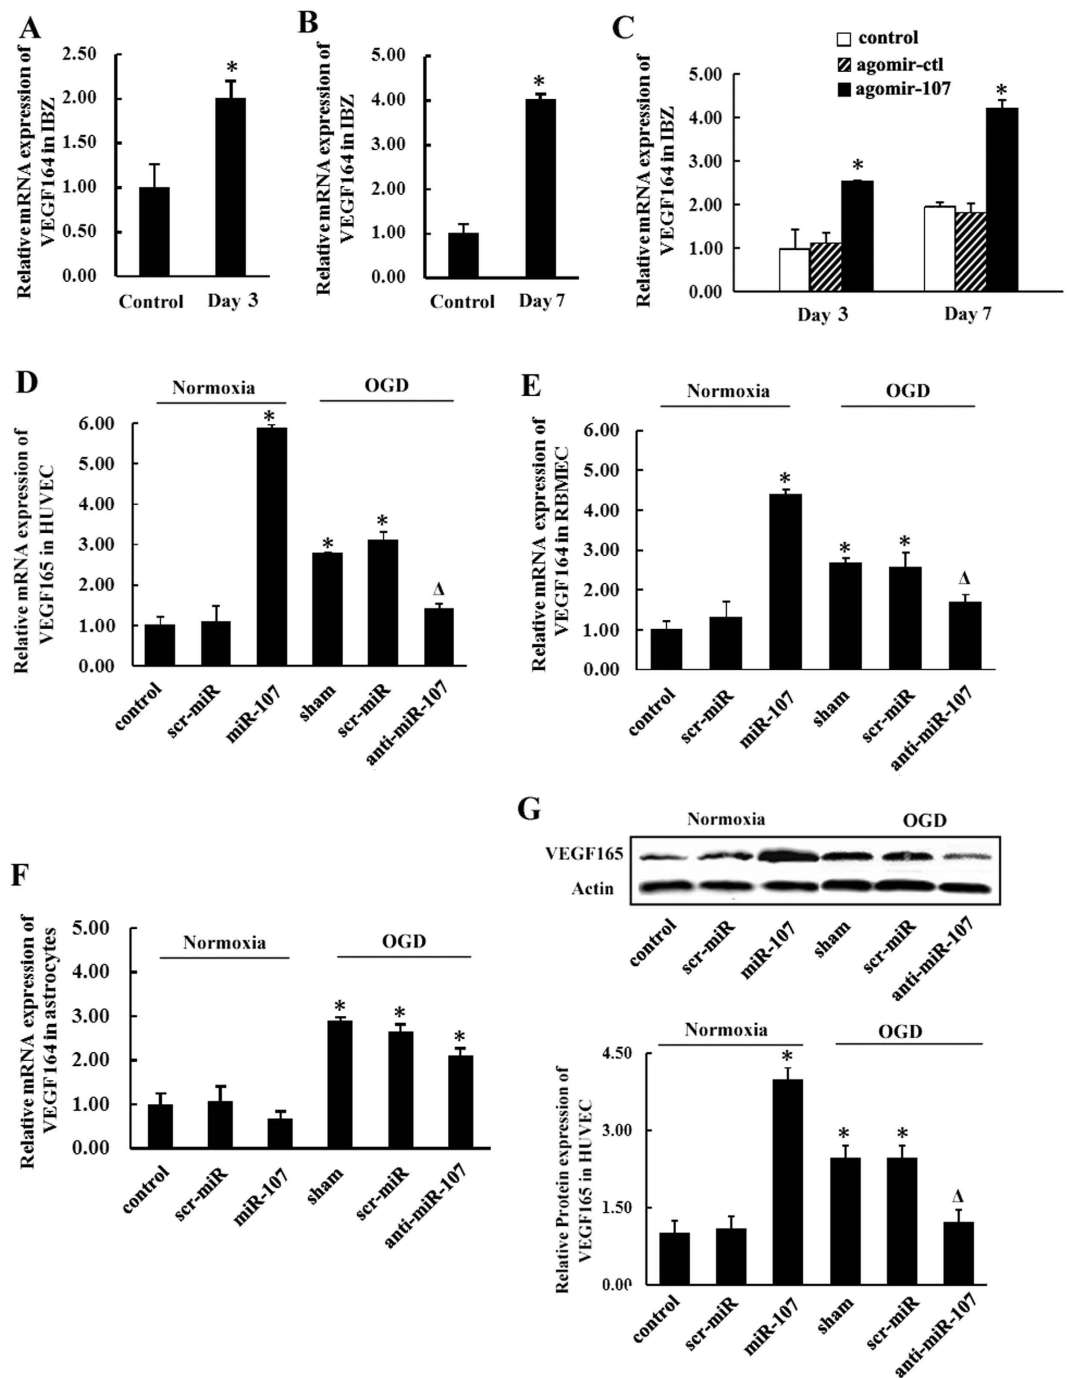 A
Relative mRNA expression of
VEGF164 in IBZ
2.50
2.00
1.50
1.00
0.50
0.00
*
Control
Day 3
B
Relative mRNA expression of
VEGF164 in IBZ
5.00
4.00
3.00
2.00
1.00
0.00
*
Control
Day 7
C
control
agomir-ctl
agomir-107
Relative mRNA expression of
VEGF164 in IBZ
5.00
4.00
3.00
2.00
1.00
0.00
*
*
Day 3
Day 7
D
Normoxia
OGD
Relative mRNA expression of
VEGF165 in HUVEC
6.00
5.00
4.00
3.00
2.00
1.00
0.00
*
*
*
Δ
control
scr-miR
miR-107
sham
scr-miR
anti-miR-107
E
Normoxia
OGD
Relative mRNA expression of
VEGF164 in RBMEC
6.00
5.00
4.00
3.00
2.00
1.00
0.00
*
*
*
Δ
control
scr-miR
miR-107
sham
scr-miR
anti-miR-107
F
Normoxia
OGD
Relative mRNA expression of
VEGF164 in astrocytes
5.00
4.00
3.00
2.00
1.00
0.00
*
*
*
control
scr-miR
miR-107
sham
scr-miR
anti-miR-107
G
Normoxia
OGD
VEGF165
Actin
control
scr-miR
miR-107
sham
scr-miR
anti-miR-107
Normoxia
OGD
Relative Protein expression of
VEGF165 in HUVEC
4.50
3.00
1.50
0.00
*
*
*
Δ
control
scr-miR
miR-107
sham
scr-miR
anti-miR-107